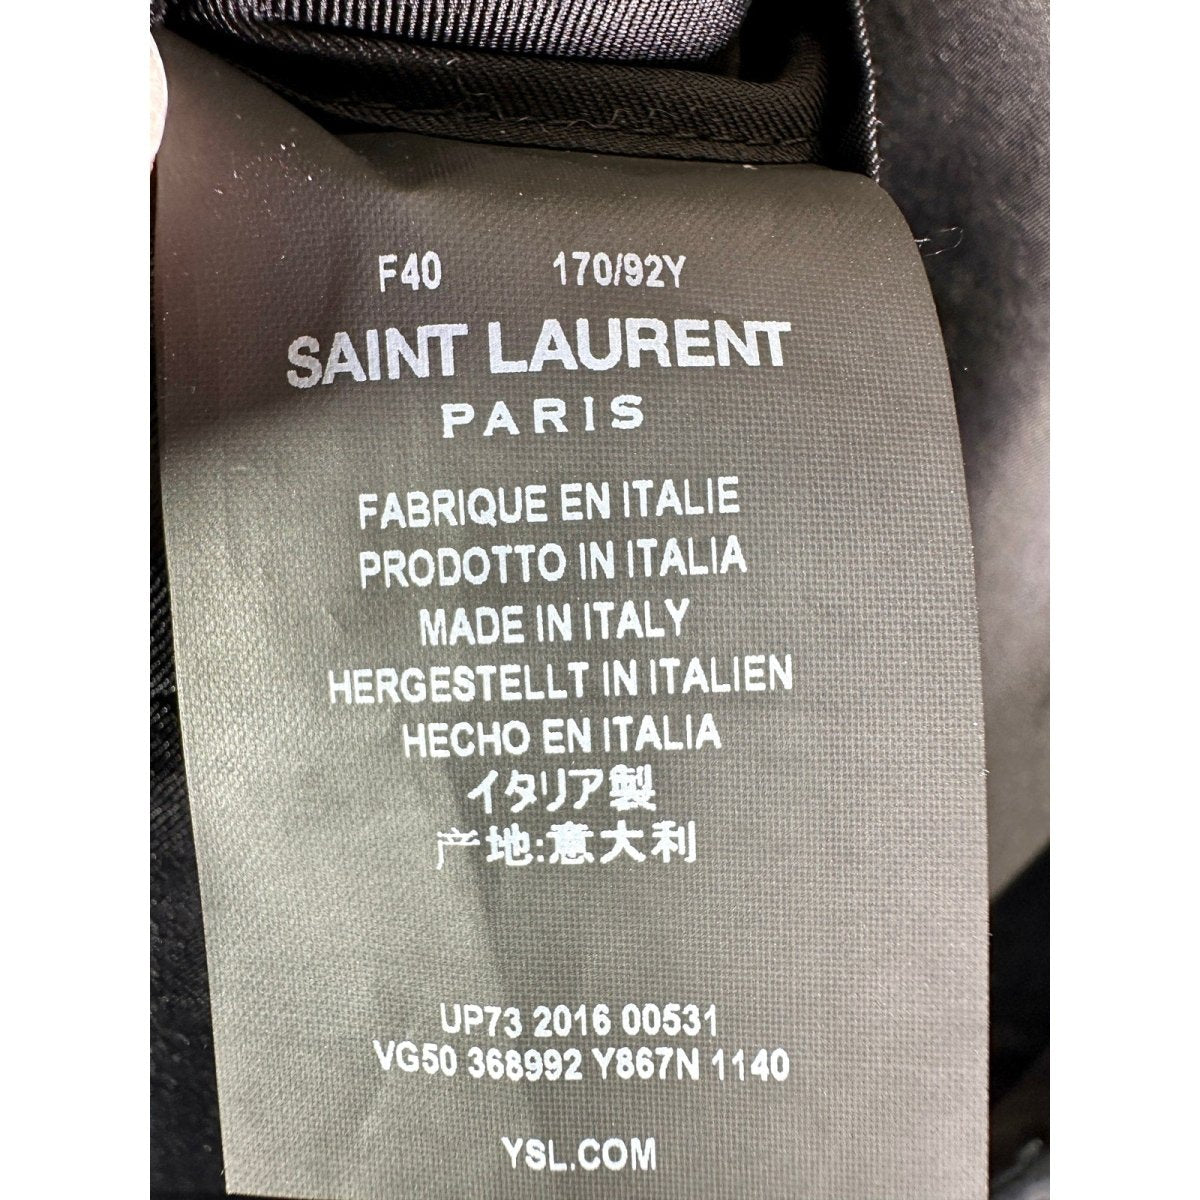 F40 170/92Y
SAINT LAURENT
PARIS
FABRIQUE EN ITALIE
PRODOTTO IN ITALIA
MADE IN ITALY
HERGESTELLT IN ITALIEN
HECHO EN ITALIA
イタリア製
产地:意大利
UP73 2016 00531
VG50 368992 Y867N 1140
YSL.COM